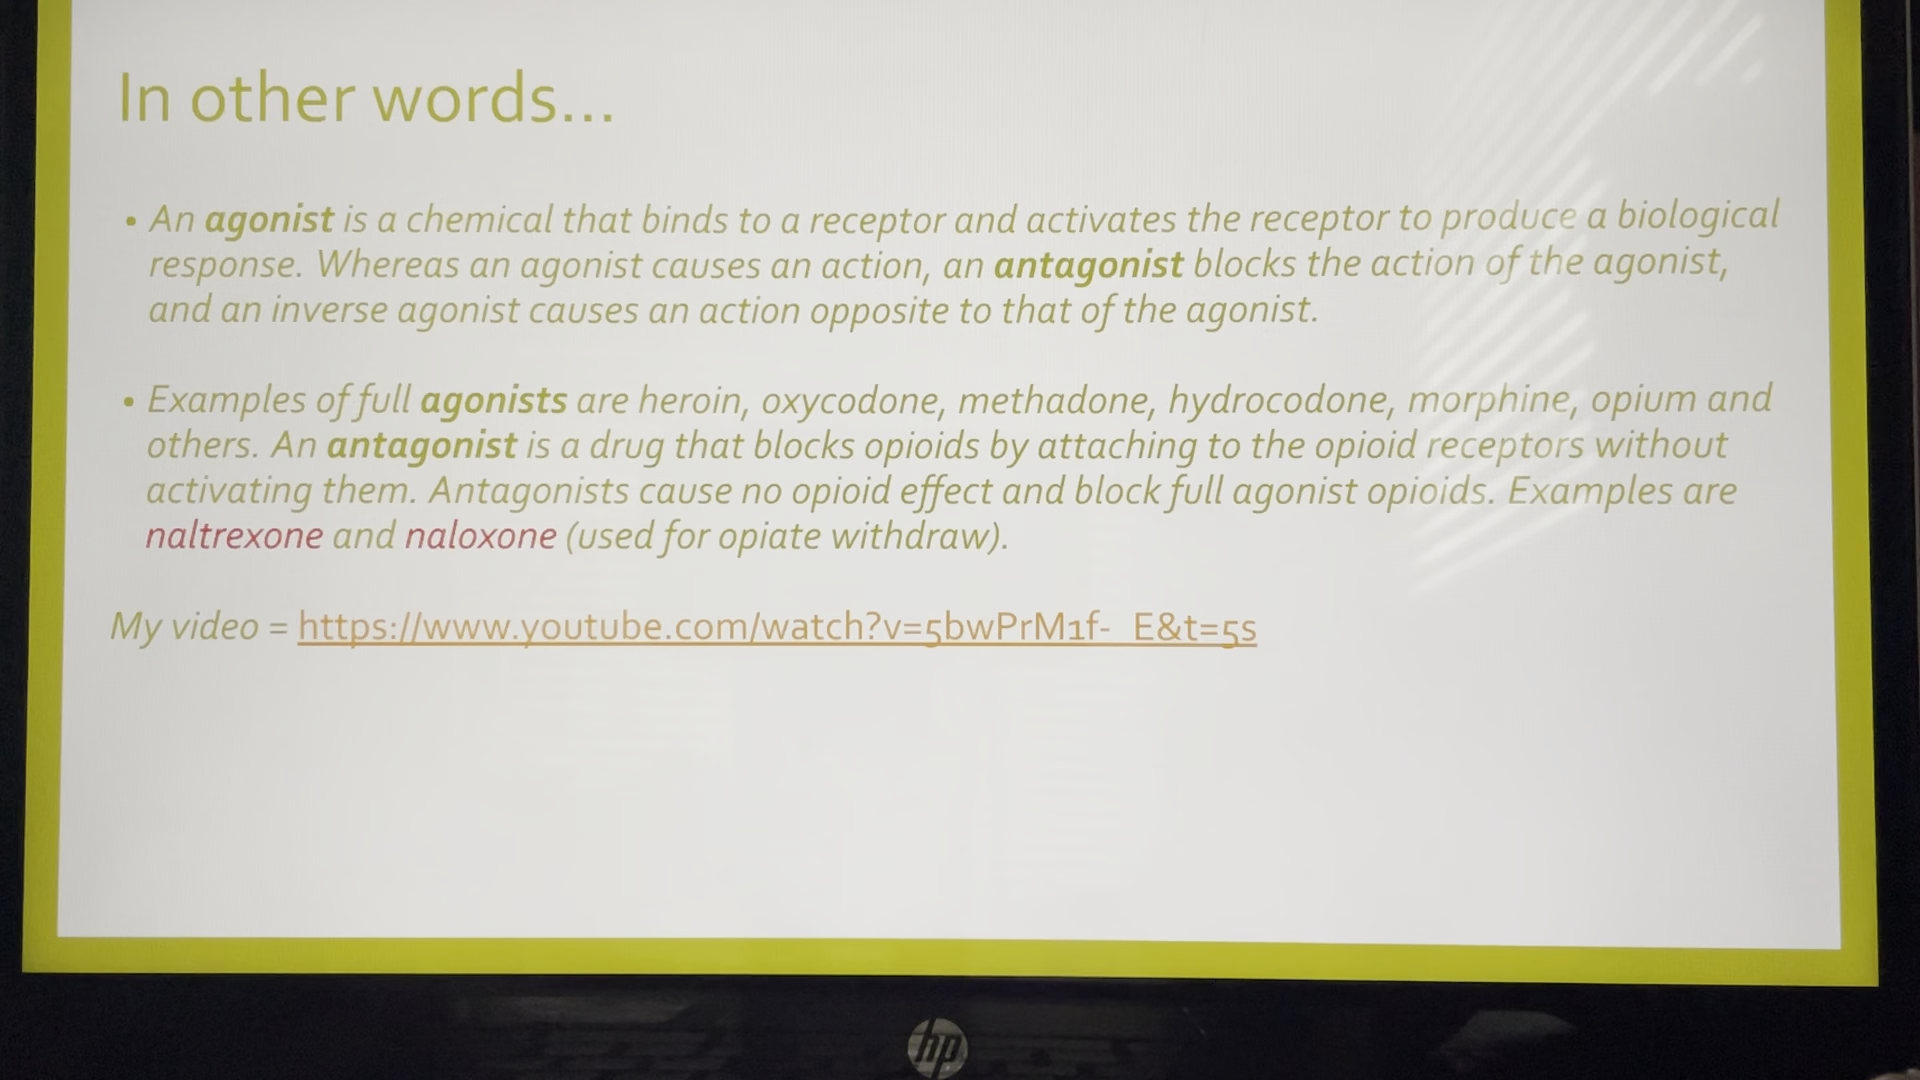 In other words...
• An agonist is a chemical that binds to a receptor and activates the receptor to produce a biological
response. Whereas an agonist causes an action, an antagonist blocks the action of the agonist,
and an inverse agonist causes an action opposite to that of the agonist.
• Examples of full agonists are heroin, oxycodone, methadone, hydrocodone, morphine, opium and
others. An antagonist is a drug that blocks opioids by attaching to the opioid receptors without
activating them. Antagonists cause no opioid effect and block full agonist opioids. Examples are
naltrexone and naloxone (used for opiate withdraw).
My video = https://www.youtube.com/watch?v=5bwPrM1f-_E&t=5s
hp